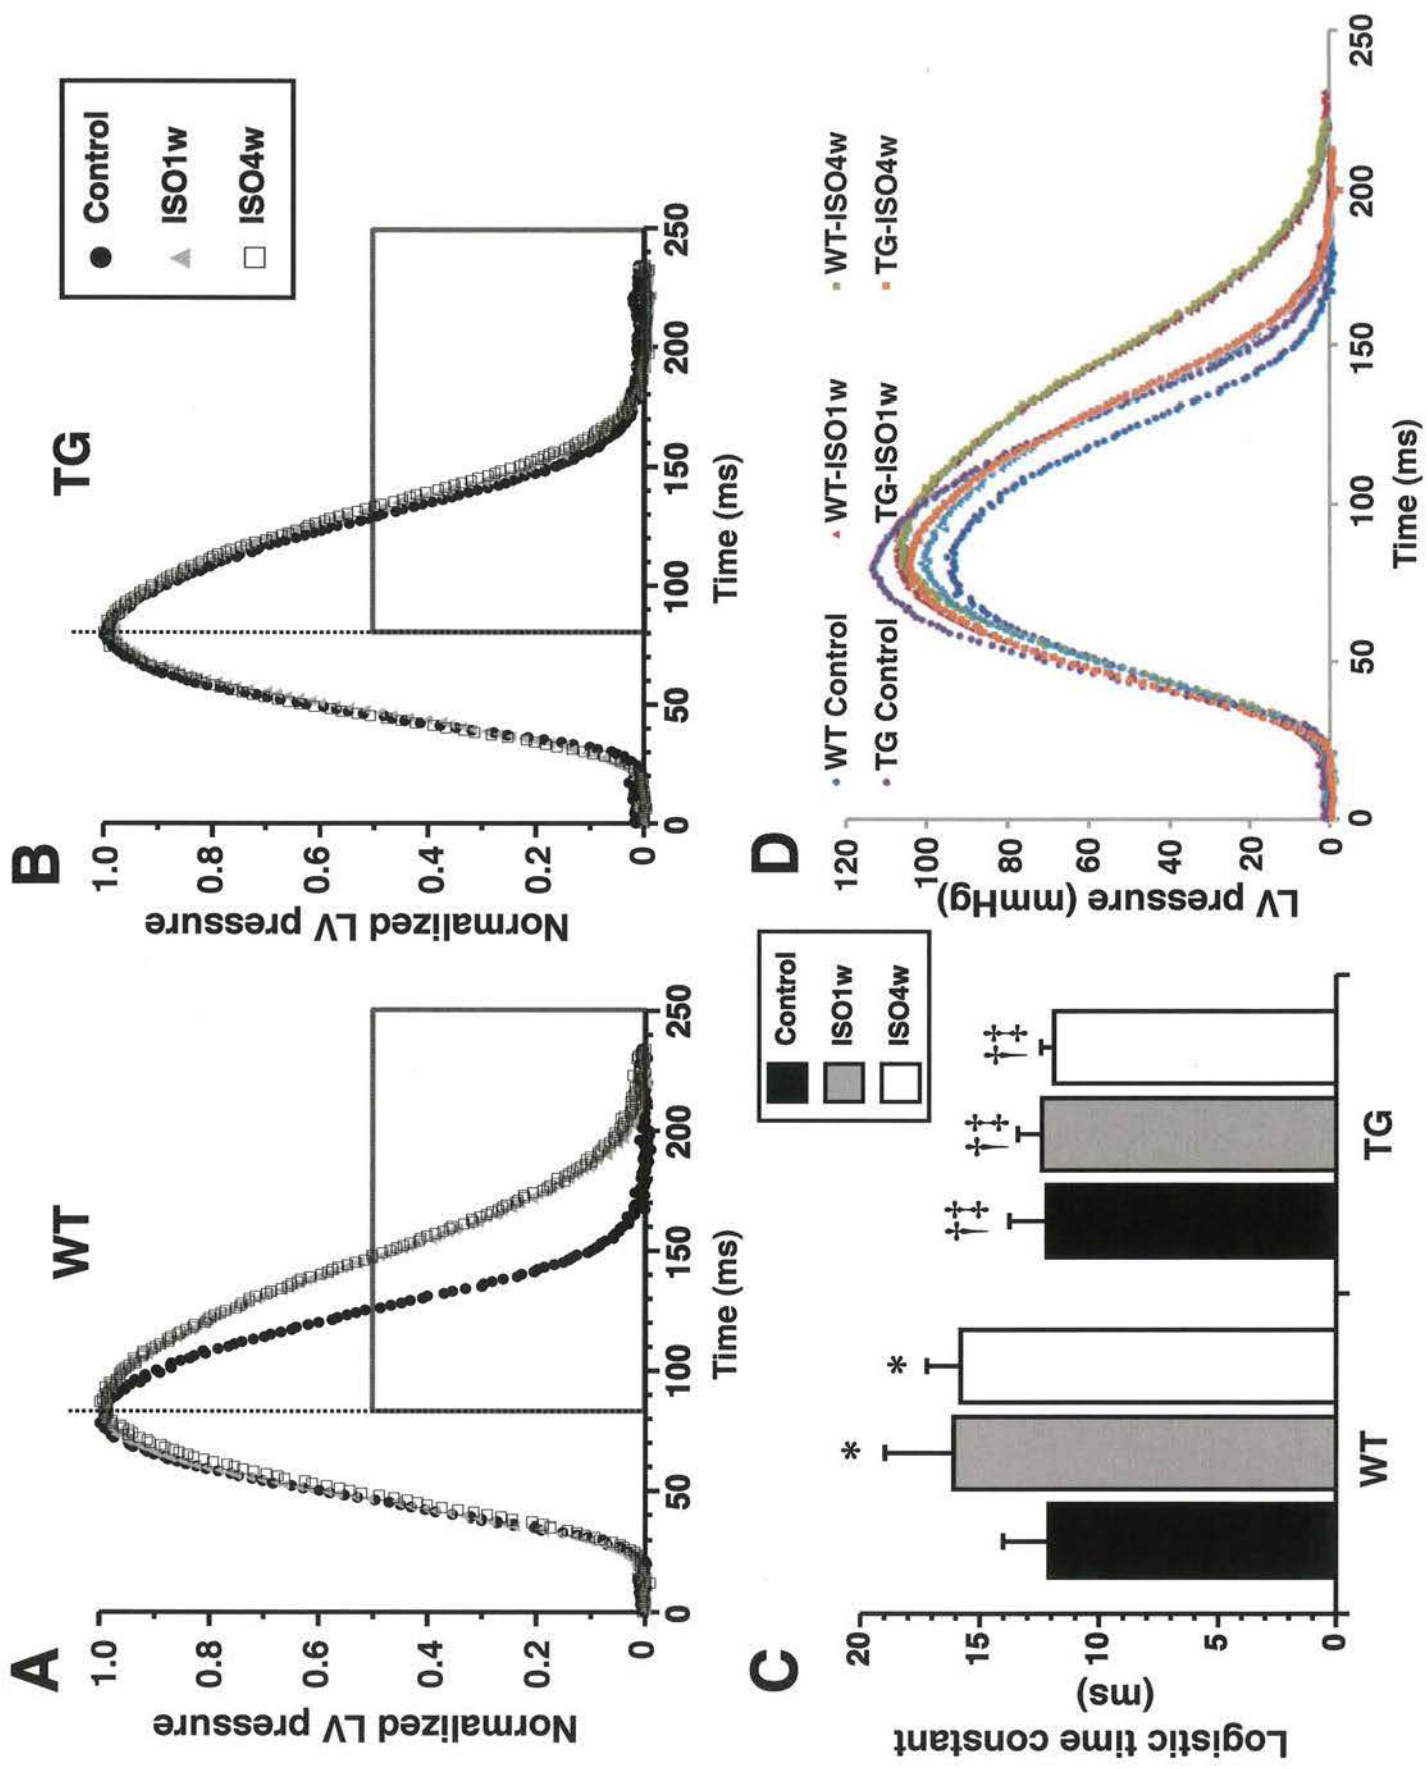 A
WT
Normalized LV pressure
1.0
0.8
0.6
0.4
0.2
0
0 50 100 150 200 250
Time (ms)
B
TG
Normalized LV pressure
1.0
0.8
0.6
0.4
0.2
0
0 50 100 150 200 250
Time (ms)
Control
ISO1w
ISO4w
C
Logistic time constant
(ms)
20
15
10
5
0
* *
†‡ †‡ †‡
WT TG
Control
ISO1w
ISO4w
D
WT Control WT-ISO1w WT-ISO4w
TG Control TG-ISO1w TG-ISO4w
LV pressure (mmHg)
120
100
80
60
40
20
0
0 50 100 150 200 250
Time (ms)